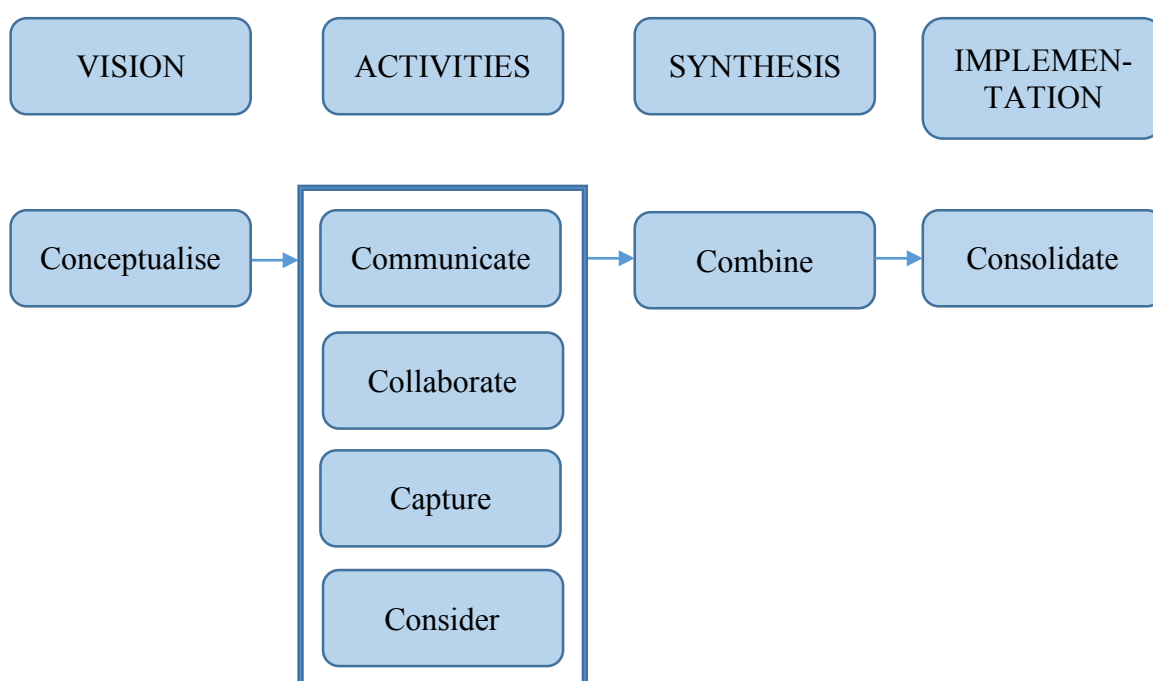 VISION
ACTIVITIES
SYNTHESIS
IMPLEMEN-
TATION
Conceptualise
Communicate
Combine
Consolidate
Collaborate
Capture
Consider